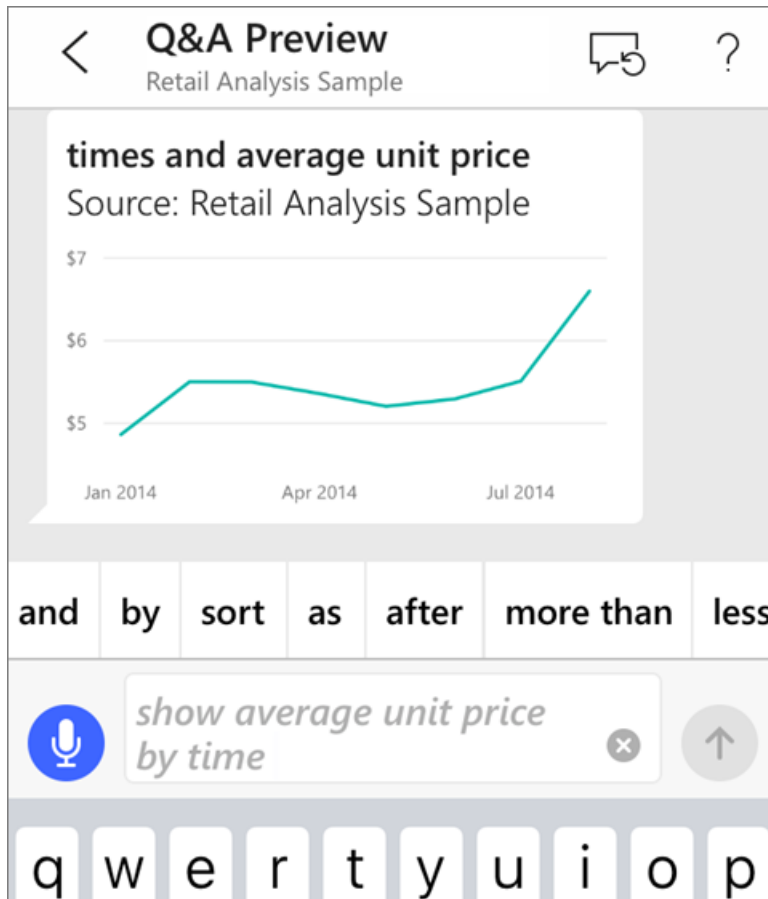 Q&A Preview
Retail Analysis Sample
?
times and average unit price
Source: Retail Analysis Sample
$7
$6
$5
Jan 2014 Apr 2014 Jul 2014
and by sort as after more than less
show average unit price
by time
q w e r t y u i o p